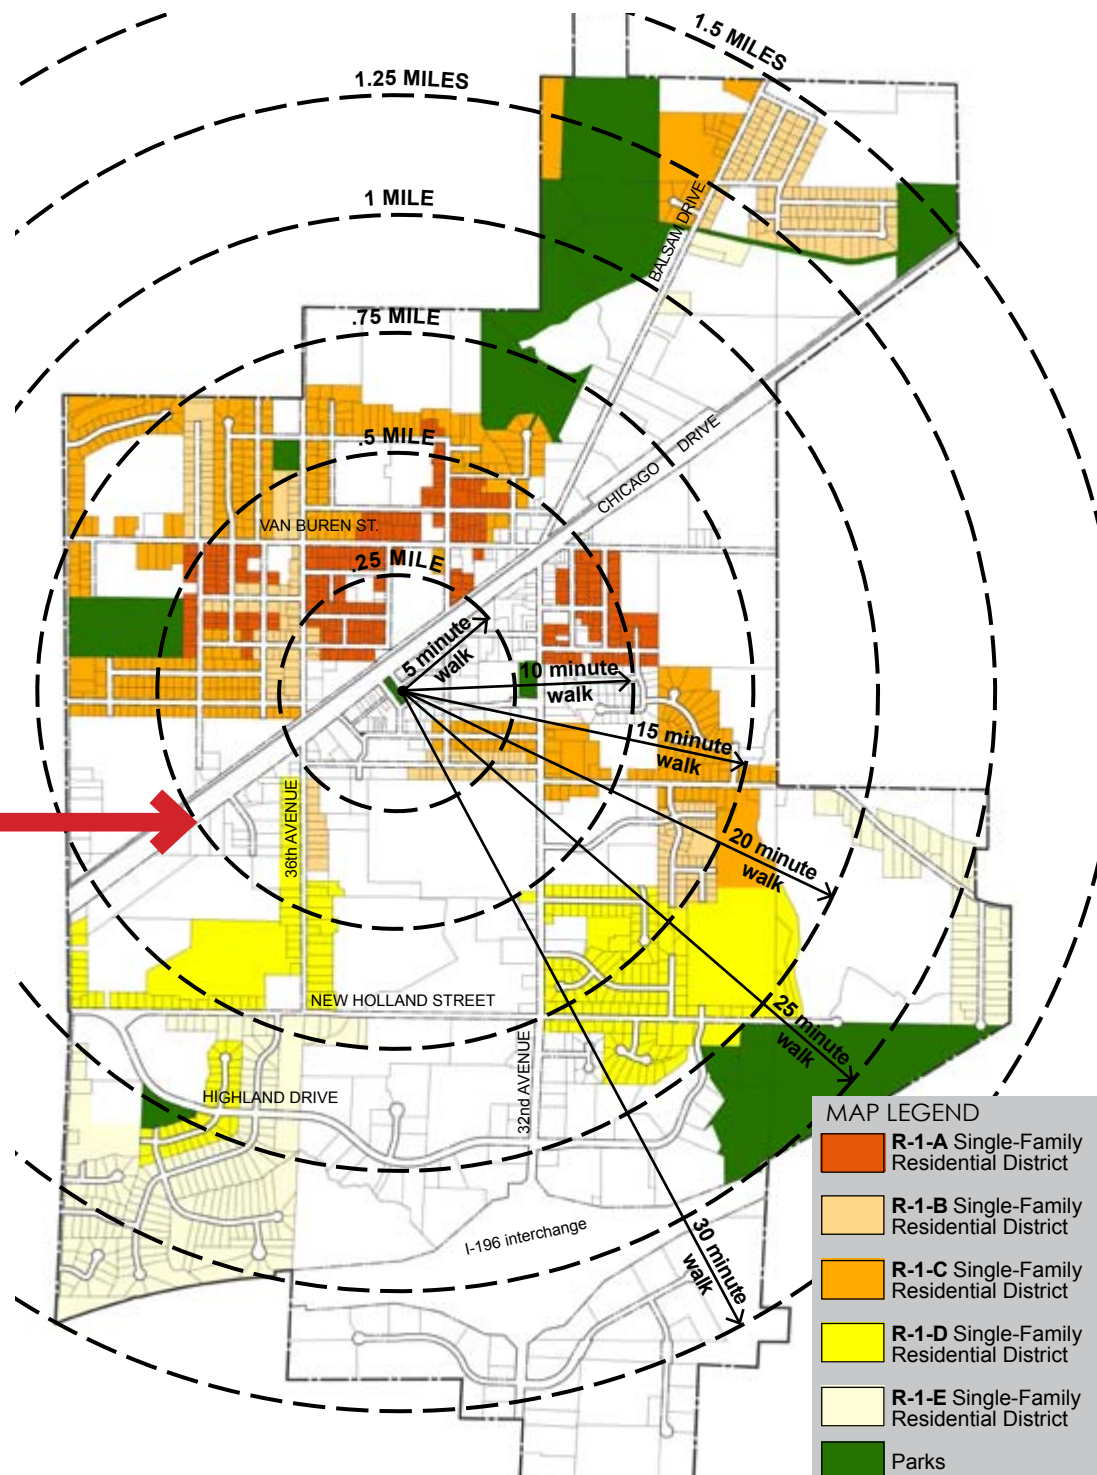 1.5 MILES
1.25 MILES
1 MILE
BALSAM DRIVE
.75 MILE
CHICAGO DRIVE
.5 MILE
VAN BUREN ST.
.25 MILE
5 minute
walk
10 minute
walk
15 minute
walk
36th AVENUE
20 minute
walk
NEW HOLLAND STREET
25 minute
walk
32nd AVENUE
HIGHLAND DRIVE
I-196 interchange
30 minute
walk
MAP LEGEND
R-1-A Single-Family
Residential District
R-1-B Single-Family
Residential District
R-1-C Single-Family
Residential District
R-1-D Single-Family
Residential District
R-1-E Single-Family
Residential District
Parks